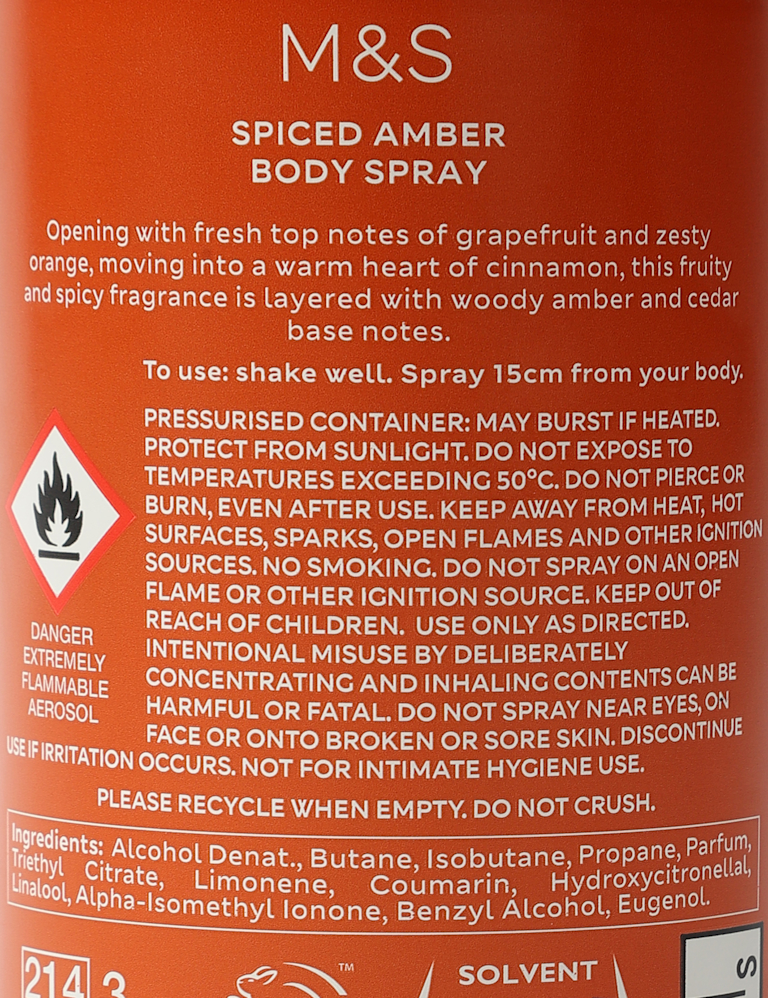 M&S
SPICED AMBER
BODY SPRAY
Opening with fresh top notes of grapefruit and zesty
orange, moving into a warm heart of cinnamon, this fruity
and spicy fragrance is layered with woody amber and cedar
base notes.
To use: shake well. Spray 15cm from your body.
PRESSURISED CONTAINER: MAY BURST IF HEATED.
PROTECT FROM SUNLIGHT. DO NOT EXPOSE TO
TEMPERATURES EXCEEDING 50°C. DO NOT PIERCE OR
BURN, EVEN AFTER USE. KEEP AWAY FROM HEAT, HOT
SURFACES, SPARKS, OPEN FLAMES AND OTHER IGNITION
SOURCES. NO SMOKING. DO NOT SPRAY ON AN OPEN
FLAME OR OTHER IGNITION SOURCE. KEEP OUT OF
REACH OF CHILDREN. USE ONLY AS DIRECTED.
INTENTIONAL MISUSE BY DELIBERATELY
CONCENTRATING AND INHALING CONTENTS CAN BE
HARMFUL OR FATAL. DO NOT SPRAY NEAR EYES, ON
FACE OR ONTO BROKEN OR SORE SKIN. DISCONTINUE
USE IF IRRITATION OCCURS. NOT FOR INTIMATE HYGIENE USE.
DANGER
EXTREMELY
FLAMMABLE
AEROSOL
PLEASE RECYCLE WHEN EMPTY. DO NOT CRUSH.
Ingredients: Alcohol Denat., Butane, Isobutane, Propane, Parfum,
Triethyl Citrate, Limonene, Coumarin, Hydroxycitronellal,
Linalool, Alpha-Isomethyl Ionone, Benzyl Alcohol, Eugenol.
214 3
TM
SOLVENT